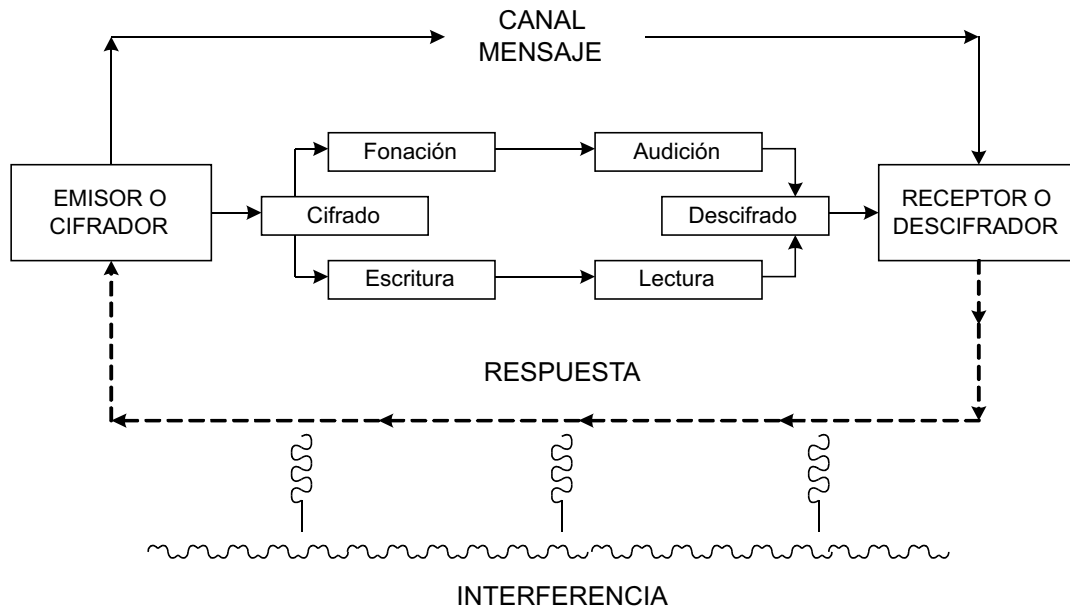 CANAL
MENSAJE
Fonación
Audición
EMISOR O
CIFRADOR
Cifrado
Descifrado
RECEPTOR O
DESCIFRADOR
Escritura
Lectura
RESPUESTA
INTERFERENCIA